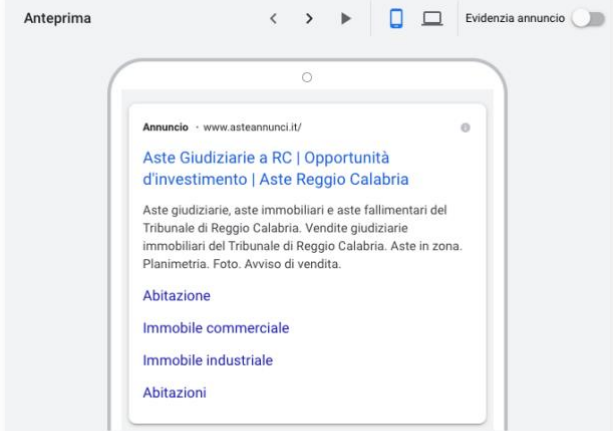 Anteprima
Evidenzia annuncio
Annuncio · www.asteannunci.it/
Aste Giudiziarie a RC | Opportunità
d'investimento | Aste Reggio Calabria
Aste giudiziarie, aste immobiliari e aste fallimentari del
Tribunale di Reggio Calabria. Vendite giudiziarie
immobiliari del Tribunale di Reggio Calabria. Aste in zona.
Planimetria. Foto. Avviso di vendita.
Abitazione
Immobile commerciale
Immobile industriale
Abitazioni